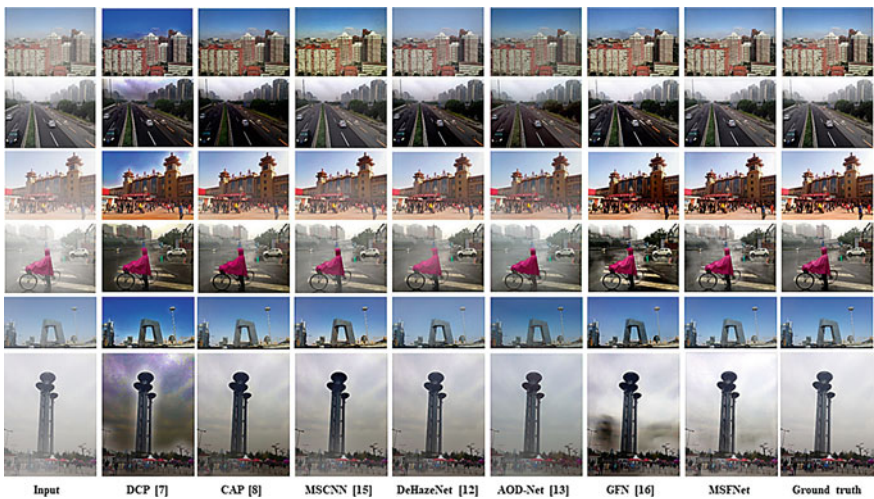 Input DCP [7] CAP [8] MSCNN [15] DeHazeNet [12] AOD-Net [13] GFN [16] MSFNet Ground truth